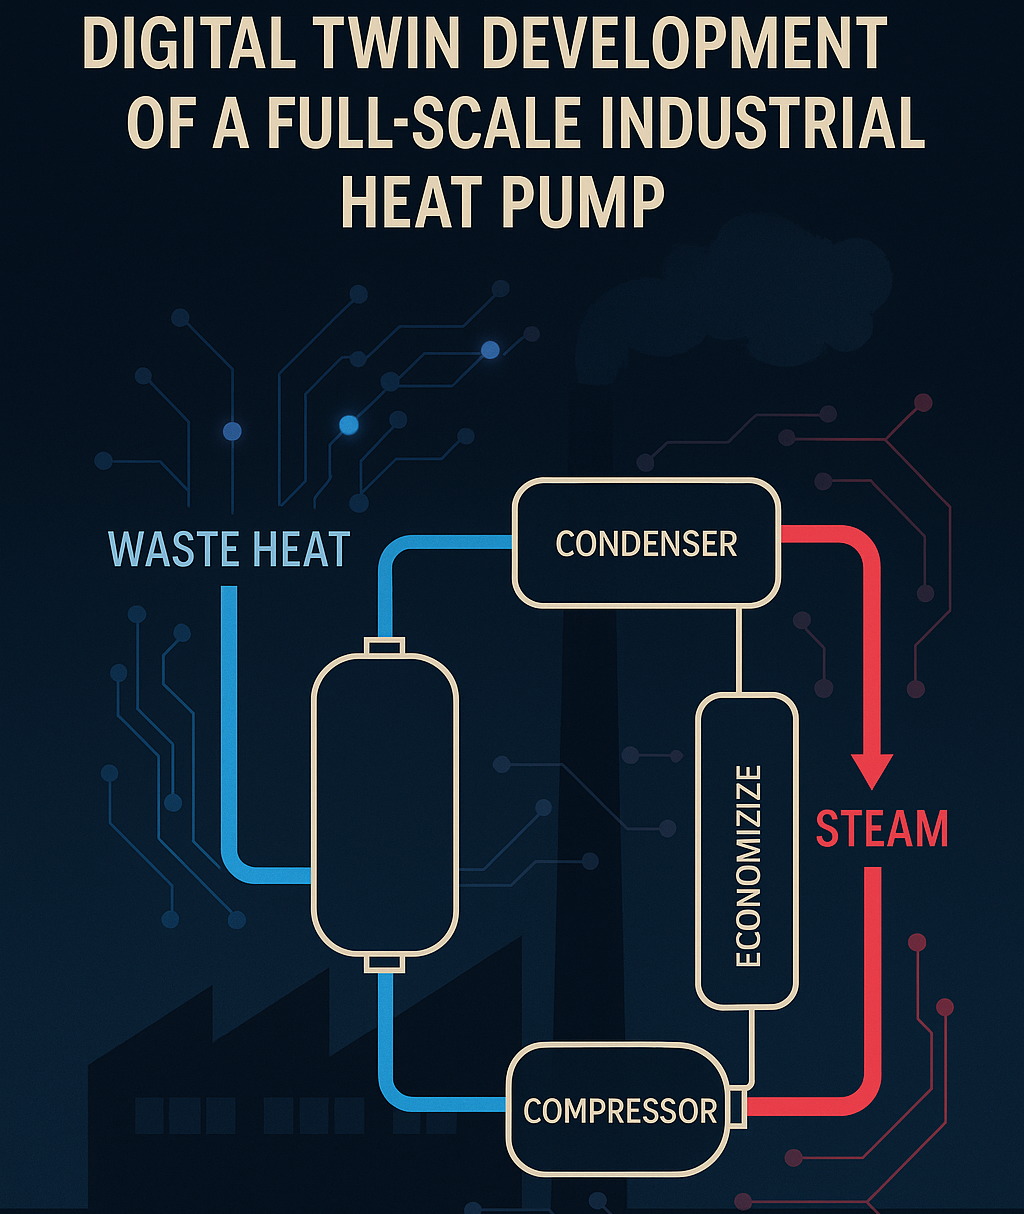 DIGITAL TWIN DEVELOPMENT
OF A FULL-SCALE INDUSTRIAL
HEAT PUMP
WASTE HEAT
CONDENSER
ECONOMIZIZE
STEAM
COMPRESSOR